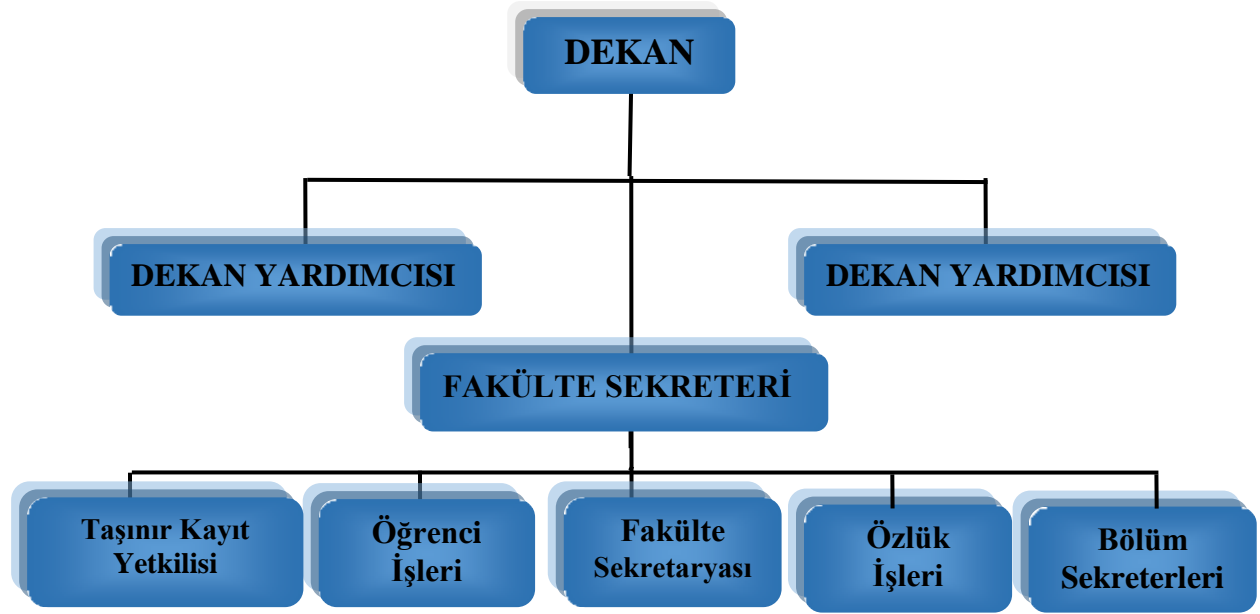 DEKAN
DEKAN YARDIMCISI
DEKAN YARDIMCISI
FAKÜLTE SEKRETERİ
Taşınır Kayıt
Yetkilisi
Öğrenci
İşleri
Fakülte
Sekretaryası
Özlük
İşleri
Bölüm
Sekreterleri